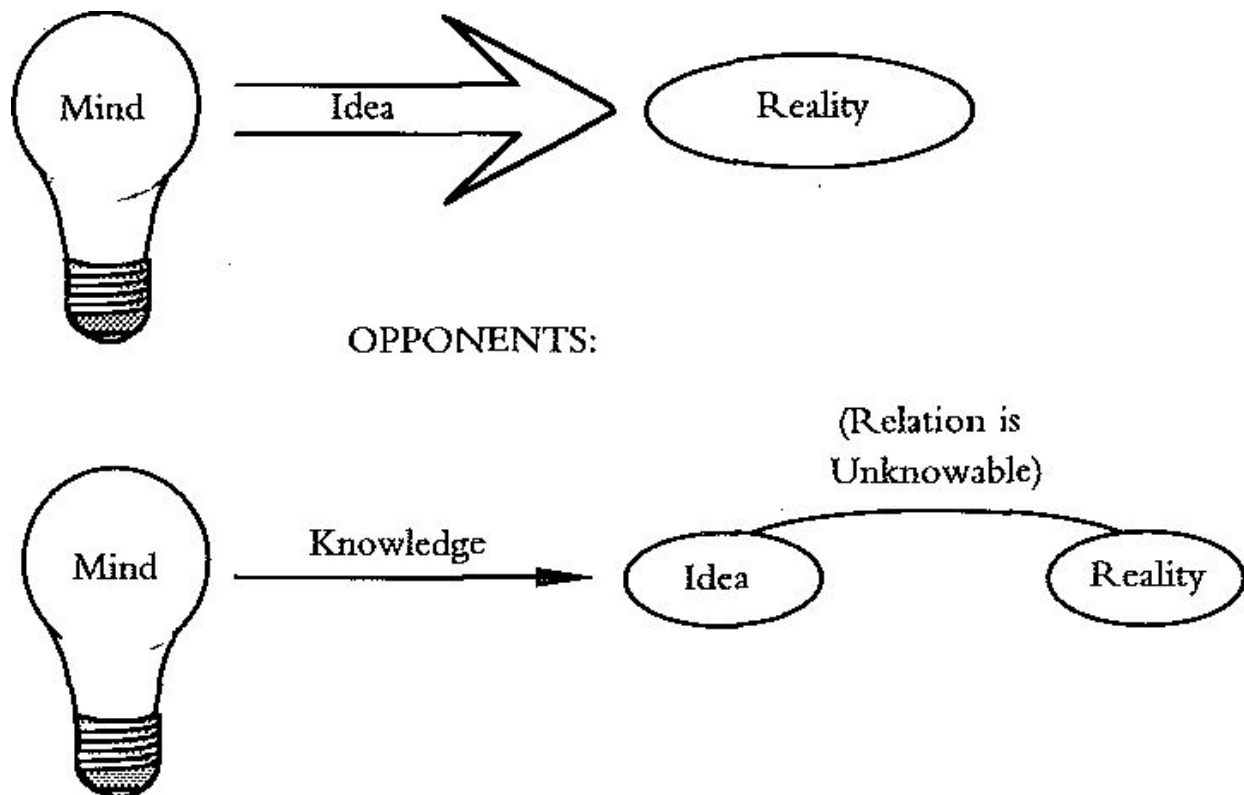 Mind
Idea
Reality
OPPONENTS:
(Relation is
Unknowable)
Mind
Knowledge
Idea
Reality